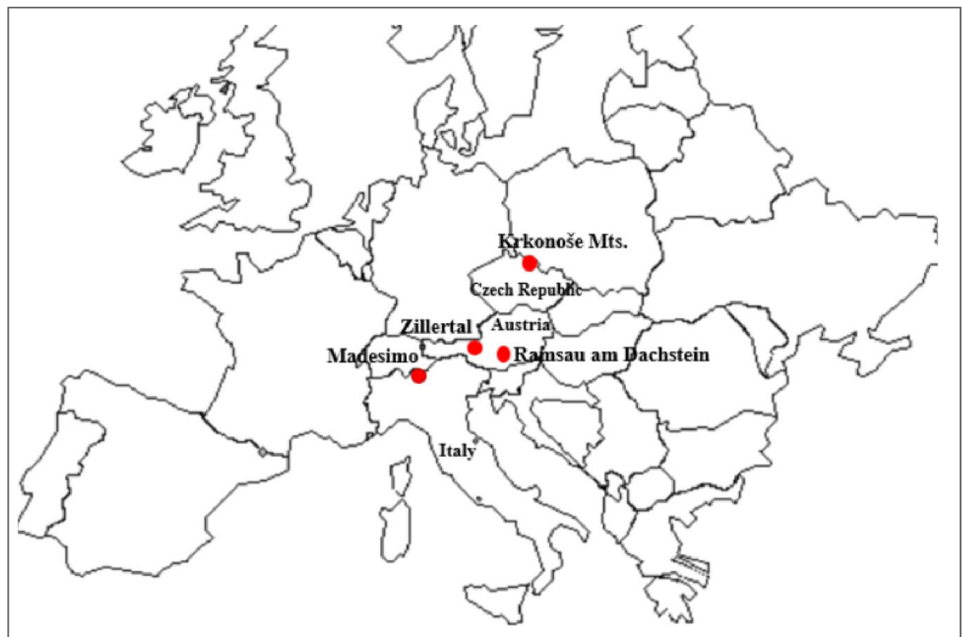 Krkonoše Mts.
Czech Republic
Zillertal
Austria
Madesimo
Ramsau am Dachstein
Italy